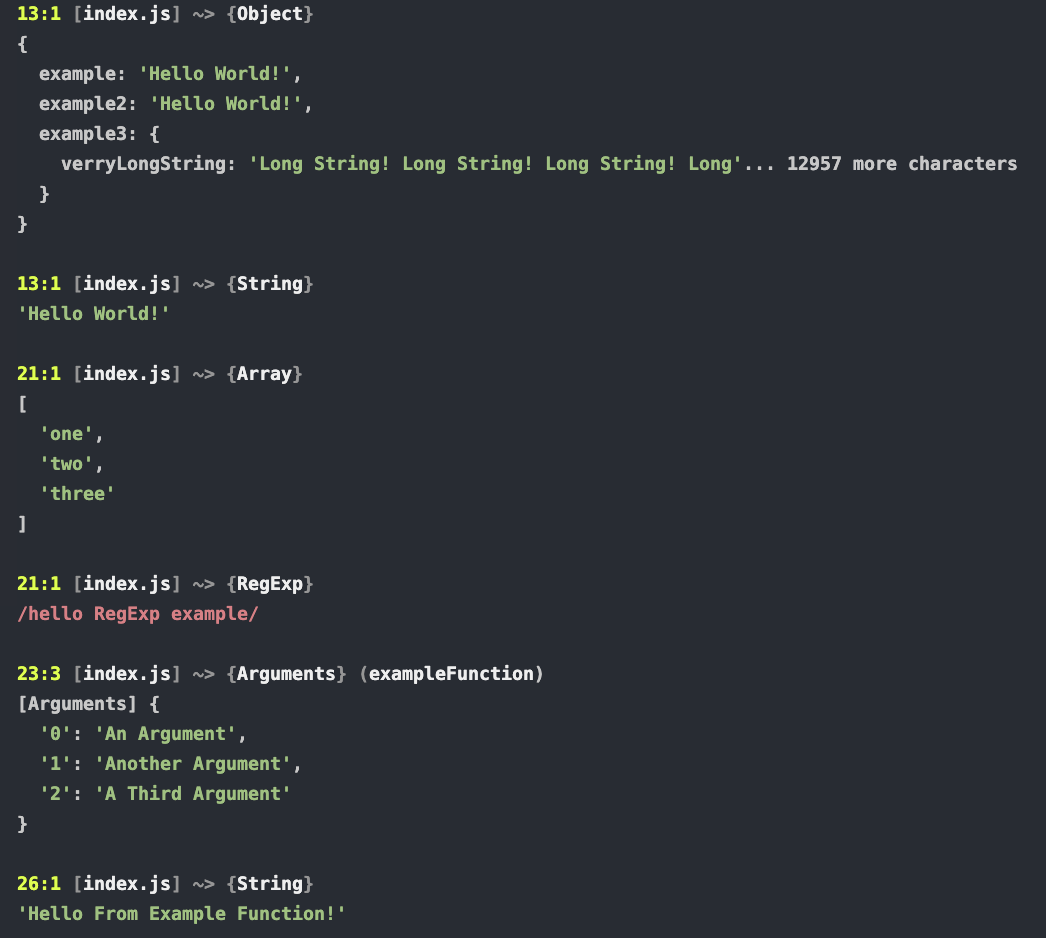 13:1 [index.js] ~> {Object}
{
  example: 'Hello World!',
  example2: 'Hello World!',
  example3: {
    verryLongString: 'Long String! Long String! Long String! Long'... 12957 more characters
  }
}

13:1 [index.js] ~> {String}
'Hello World!'

21:1 [index.js] ~> {Array}
[
  'one',
  'two',
  'three'
]

21:1 [index.js] ~> {RegExp}
/hello RegExp example/

23:3 [index.js] ~> {Arguments} (exampleFunction)
[Arguments] {
  '0': 'An Argument',
  '1': 'Another Argument',
  '2': 'A Third Argument'
}

26:1 [index.js] ~> {String}
'Hello From Example Function!'